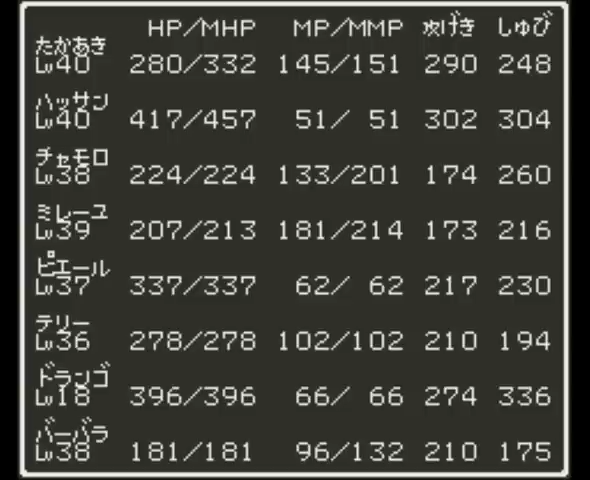 HP/MHP MP/MMP 攻げき しゅび
たかあき
Lv40 280/332 145/151 290 248
ハッサン
Lv40 417/457 51/ 51 302 304
チャモロ
Lv38 224/224 133/201 174 260
ミレーユ
Lv39 207/213 181/214 173 216
ピエール
Lv37 337/337 62/ 62 217 230
テリー
Lv36 278/278 102/102 210 194
ドランゴ
Lv18 396/396 66/ 66 274 336
バーバラ
Lv38 181/181 96/132 210 175